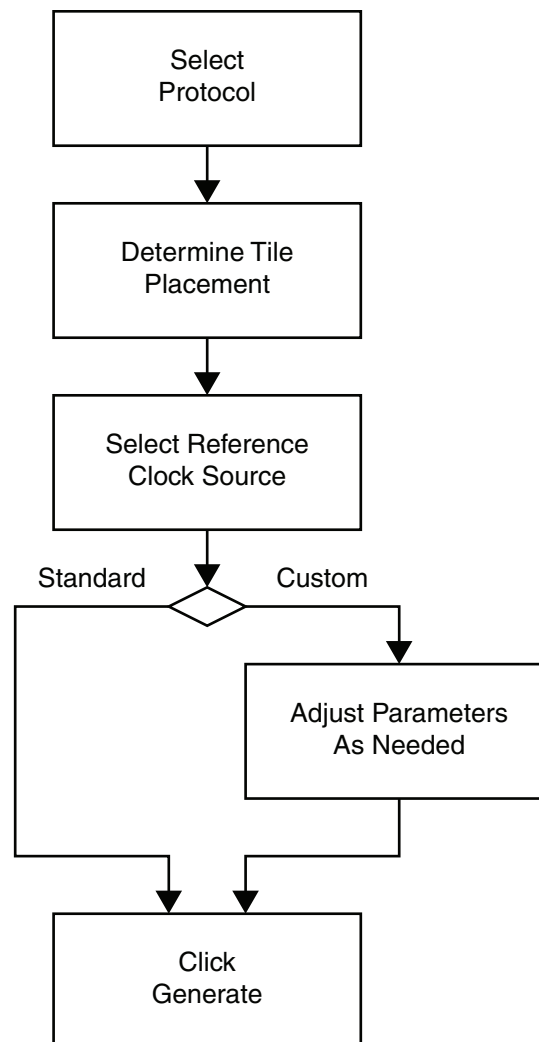 Select
Protocol
Determine Tile
Placement
Select Reference
Clock Source
Standard
Custom
Adjust Parameters
As Needed
Click
Generate